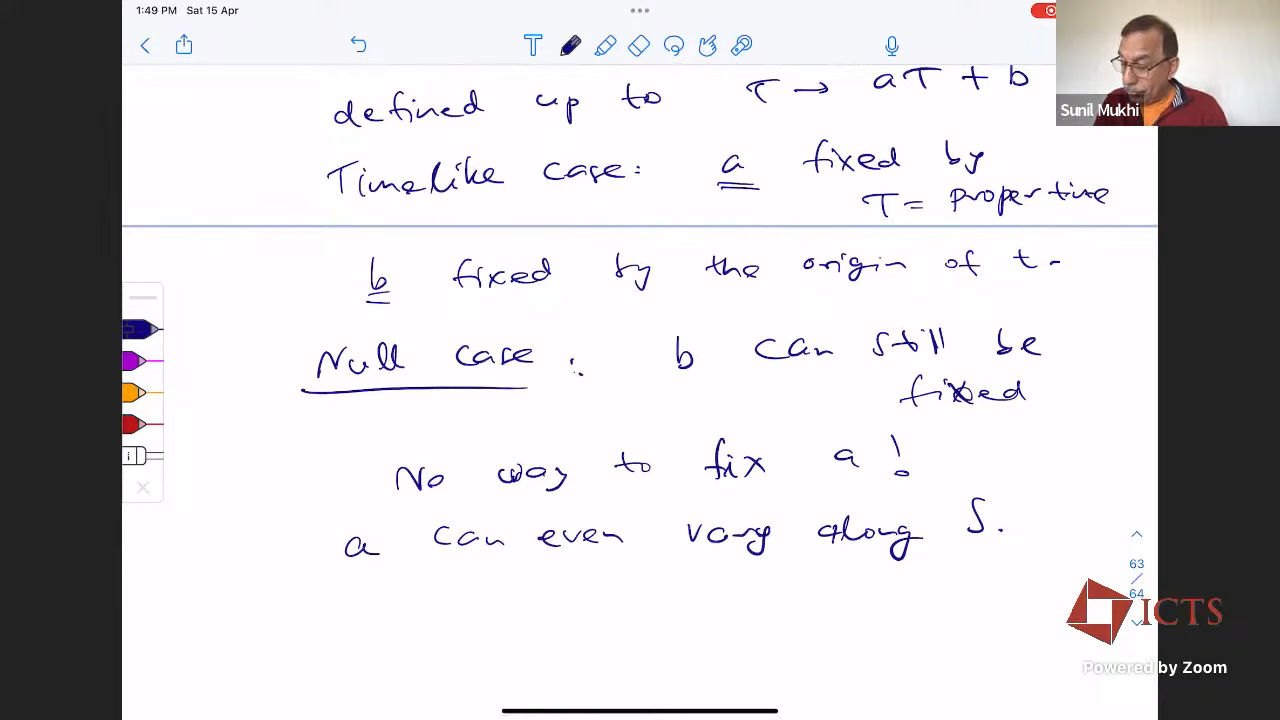 1:49 PM Sat 15 Apr
Sunil Mukhi
defined up to τ → aτ + b
Timelike case: a fixed by
τ = propertime
b fixed by the origin of τ.
Null case: b can still be
fixed
No way to fix a!
a can even vary along S.
63
/
64
ICTS
Powered by Zoom